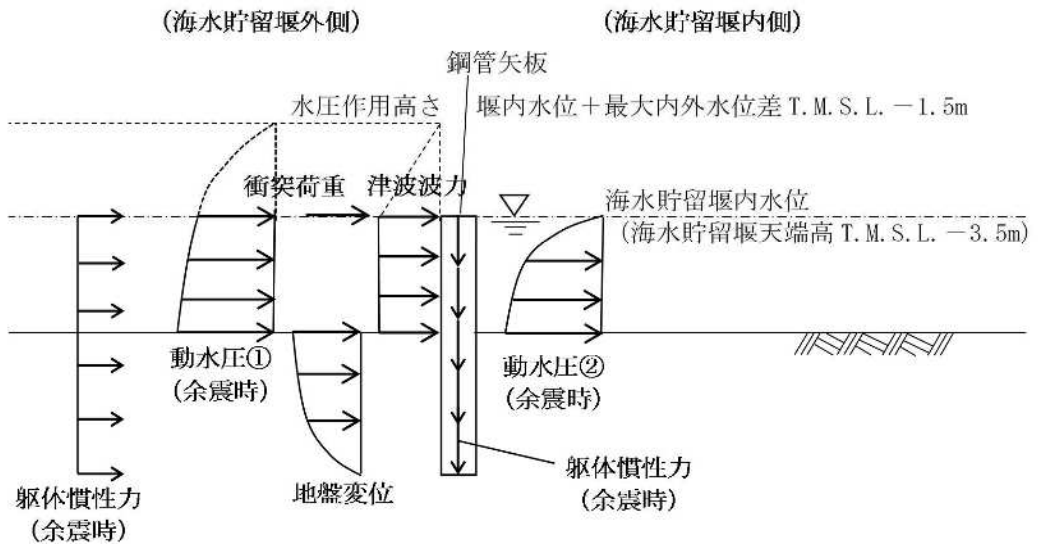 (海水貯留堰外側)
(海水貯留堰内側)
鋼管矢板
水圧作用高さ
堰内水位+最大内外水位差 T.M.S.L.-1.5m
衝突荷重
津波波力
海水貯留堰内水位
(海水貯留堰天端高 T.M.S.L.-3.5m)
動水圧①
(余震時)
動水圧②
(余震時)
躯体慣性力
(余震時)
地盤変位
躯体慣性力
(余震時)